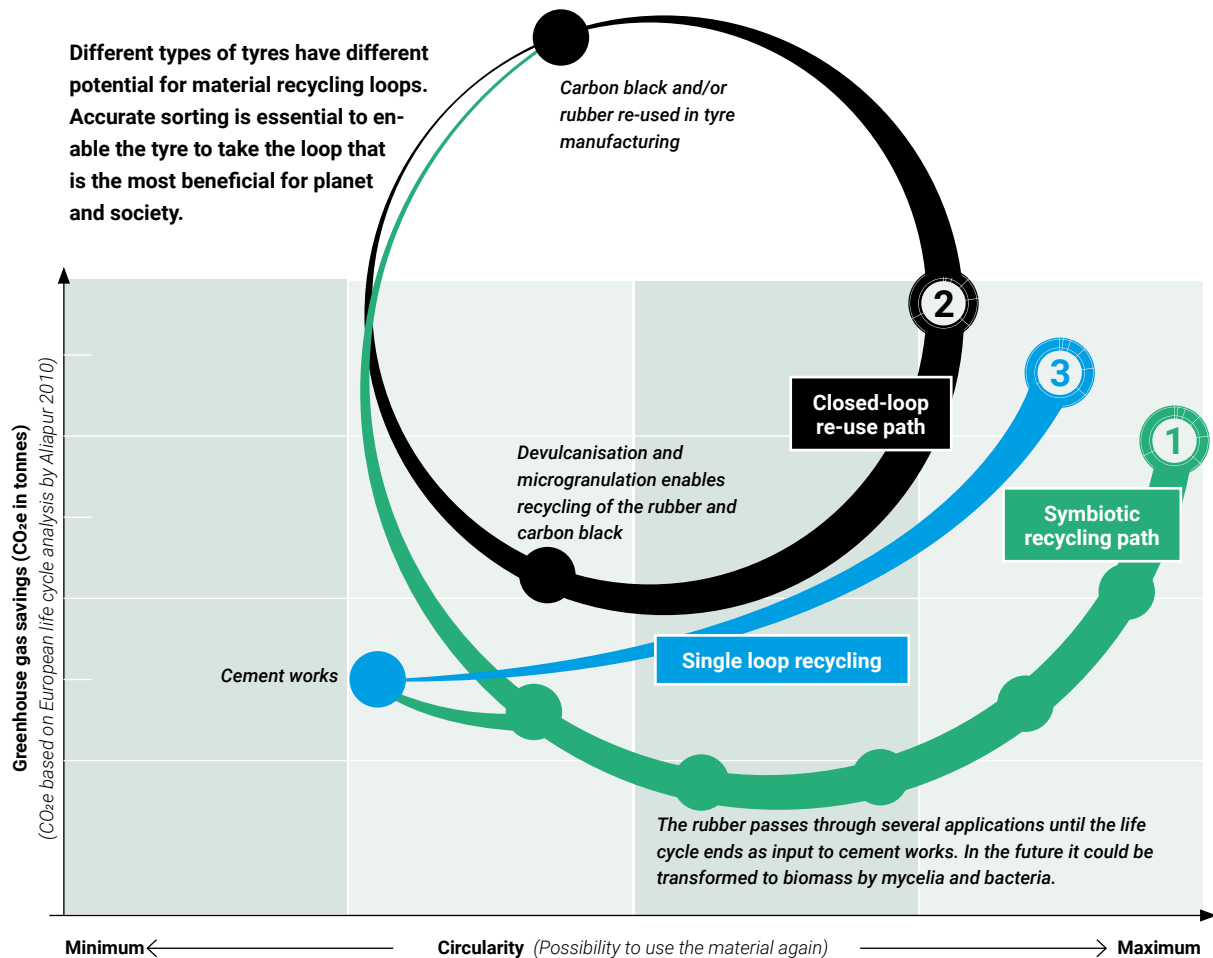 Different types of tyres have different
potential for material recycling loops.
Accurate sorting is essential to en-
able the tyre to take the loop that
is the most beneficial for planet
and society.
Carbon black and/or
rubber re-used in tyre
manufacturing
2
3
1
Closed-loop
re-use path
Devulcanisation and
microgranulation enables
recycling of the rubber and
carbon black
Symbiotic
recycling path
Single loop recycling
Cement works
The rubber passes through several applications until the life
cycle ends as input to cement works. In the future it could be
transformed to biomass by mycelia and bacteria.
Greenhouse gas savings (CO₂e in tonnes)
(CO₂e based on European life cycle analysis by Aliapur 2010)
Minimum Circularity (Possibility to use the material again) Maximum